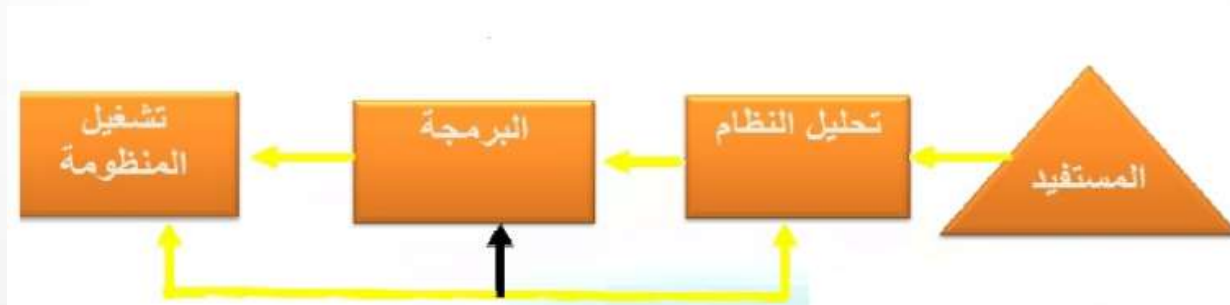 المستفيد
تحليل النظام
البرمجة
تشغيل
المنظومة